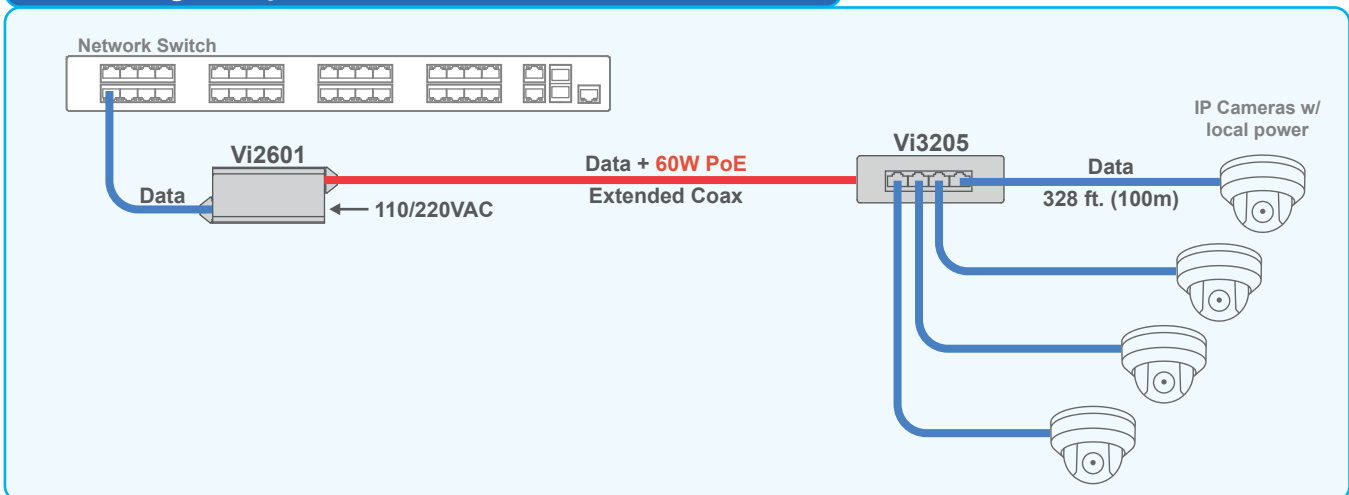 Network Switch
IP Cameras w/
local power
Vi2601
Data + 60W PoE
Vi3205
Data
Data
Extended Coax
328 ft. (100m)
110/220VAC